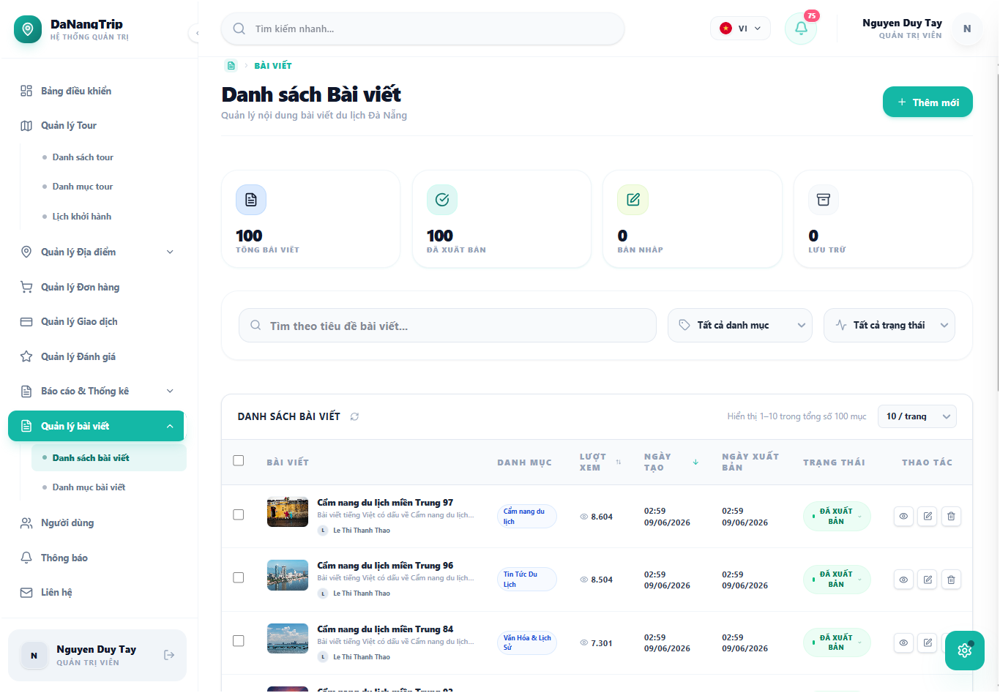 DaNangTrip
HỆ THỐNG QUẢN TRỊ
Tìm kiếm nhanh...
VI
75
Nguyen Duy Tay
QUẢN TRỊ VIÊN
N
Bảng điều khiển
Quản lý Tour
Danh sách tour
Danh mục tour
Lịch khởi hành
Quản lý Địa điểm
Quản lý Đơn hàng
Quản lý Giao dịch
Quản lý Đánh giá
Báo cáo & Thống kê
Quản lý bài viết
Danh sách bài viết
Danh mục bài viết
Người dùng
Thông báo
Liên hệ
N
Nguyen Duy Tay
QUẢN TRỊ VIÊN
BÀI VIẾT
Danh sách Bài viết
Quản lý nội dung bài viết du lịch Đà Nẵng
+ Thêm mới
100
TỔNG BÀI VIẾT
100
ĐÃ XUẤT BẢN
0
BẢN NHÁP
0
LƯU TRỮ
Tìm theo tiêu đề bài viết...
Tất cả danh mục
Tất cả trạng thái
DANH SÁCH BÀI VIẾT
Hiển thị 1–10 trong tổng số 100 mục
10 / trang
BÀI VIẾT
DANH MỤC
LƯỢT XEM
NGÀY TẠO
NGÀY XUẤT BẢN
TRẠNG THÁI
THAO TÁC
Cẩm nang du lịch miền Trung 97
Bài viết tiếng Việt có dấu về Cẩm nang du lịch...
L Le Thi Thanh Thao
Cẩm nang du lịch
8.604
02:59 09/06/2026
02:59 09/06/2026
ĐÃ XUẤT BẢN
Cẩm nang du lịch miền Trung 96
Bài viết tiếng Việt có dấu về Cẩm nang du lịch...
L Le Thi Thanh Thao
Tin Tức Du Lịch
8.504
02:59 09/06/2026
02:59 09/06/2026
ĐÃ XUẤT BẢN
Cẩm nang du lịch miền Trung 84
Bài viết tiếng Việt có dấu về Cẩm nang du lịch...
L Le Thi Thanh Thao
Văn Hóa & Lịch Sử
7.301
02:59 09/06/2026
02:59 09/06/2026
ĐÃ XUẤT BẢN
Cẩm nang du lịch miền Trung